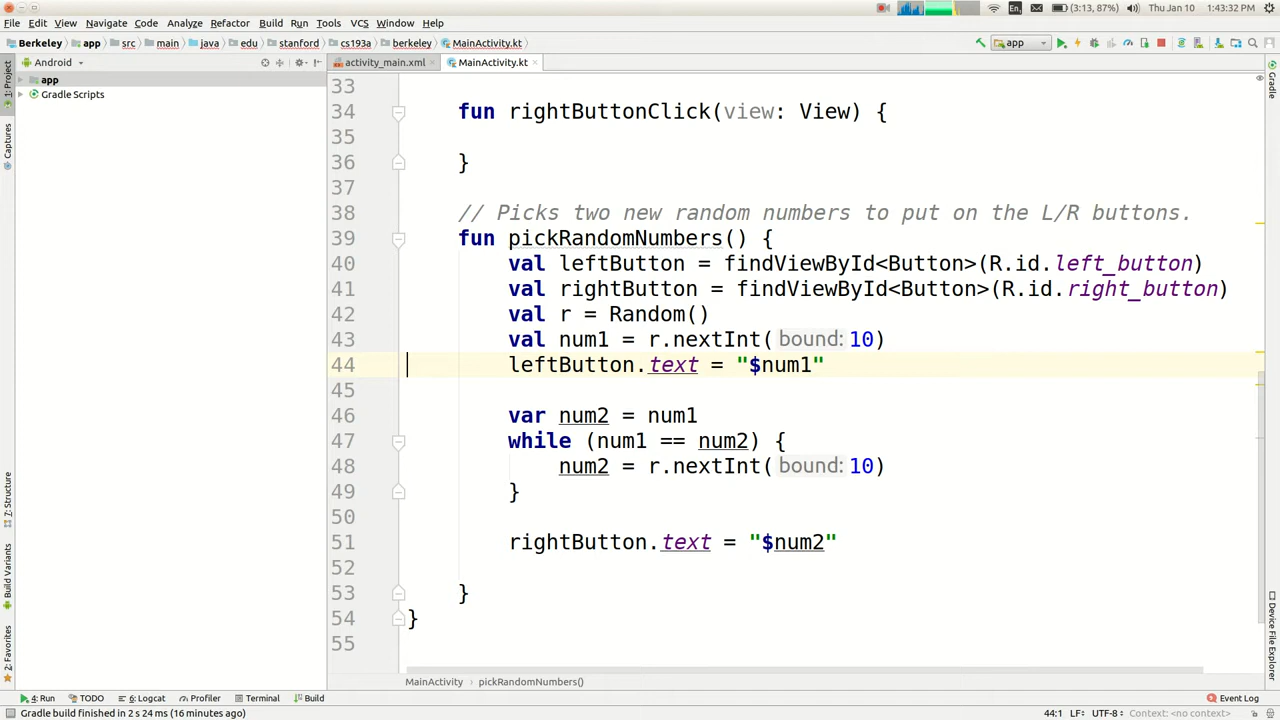 (3:13, 87%) Thu Jan 10 1:43:32 PM
File Edit View Navigate Code Analyze Refactor Build Run Tools VCS Window Help En
Berkeley app src main java edu stanford cs193a berkeley MainActivity.kt app
Android activity_main.xml MainActivity.kt
1: Project
Captures
7: Structure
Build Variants
2: Favorites
app
Gradle Scripts
33
34 fun rightButtonClick(view: View) {
35
36 }
37
38 // Picks two new random numbers to put on the L/R buttons.
39 fun pickRandomNumbers() {
40 val leftButton = findViewById<Button>(R.id.left_button)
41 val rightButton = findViewById<Button>(R.id.right_button)
42 val r = Random()
43 val num1 = r.nextInt( bound: 10)
44 leftButton.text = "$num1"
45
46 var num2 = num1
47 while (num1 == num2) {
48 num2 = r.nextInt( bound: 10)
49 }
50
51 rightButton.text = "$num2"
52
53 }
54 }
55
Gradle
Device File Explorer
MainActivity pickRandomNumbers()
4: Run TODO 6: Logcat Profiler Terminal Build Event Log
Gradle build finished in 2 s 24 ms (16 minutes ago) 44:1 LF÷ UTF-8÷ Context: <no context>